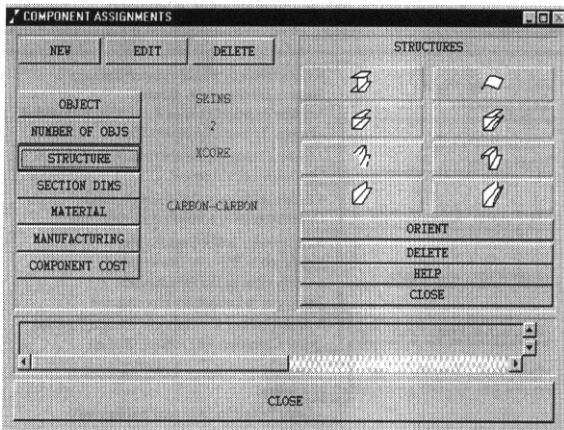 COMPONENT ASSIGNMENTS
NEW EDIT DELETE
OBJECT SKINS
NUMBER OF OBJS 2
STRUCTURE XCORE
SECTION DIMS
MATERIAL CARBON-CARBON
MANUFACTURING
COMPONENT COST
STRUCTURES
ORIENT
DELETE
HELP
CLOSE
CLOSE